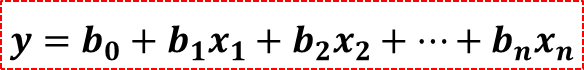 y = b₀ + b₁x₁ + b₂x₂ + ⋯ + bₙxₙ